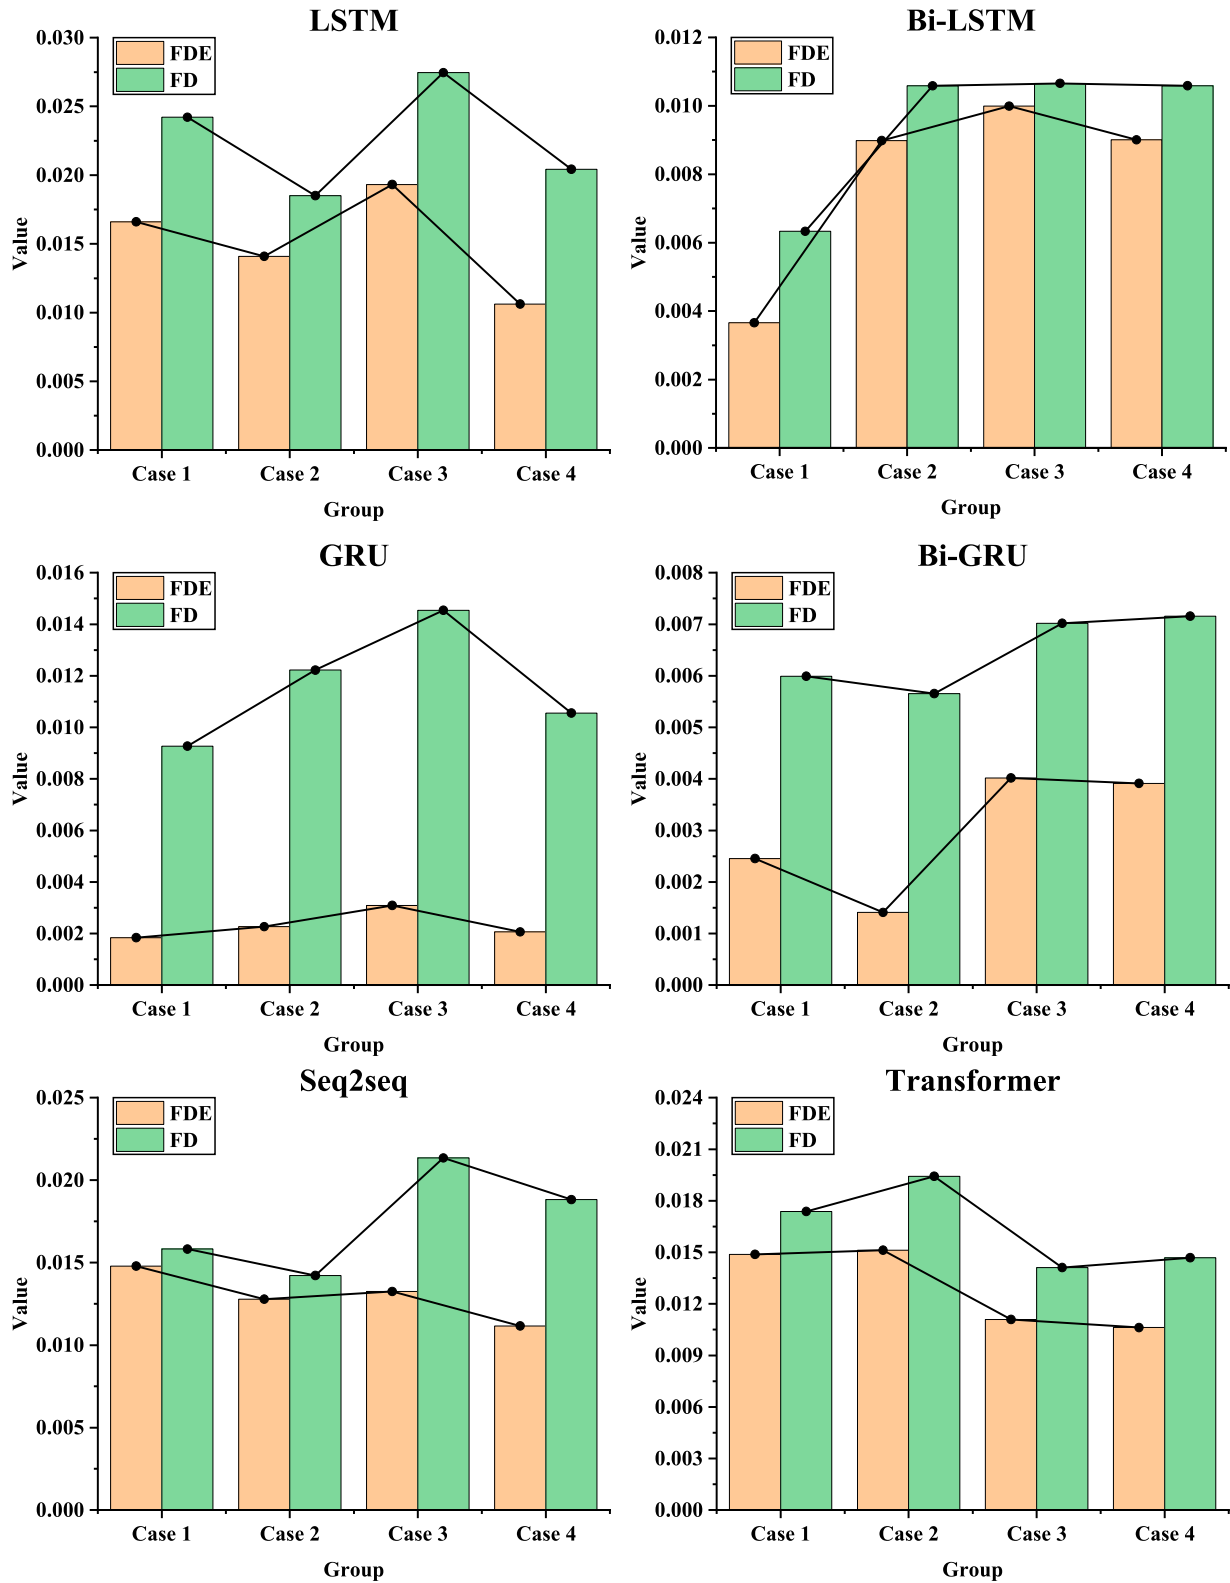 LSTM
FDE
FD
0.030
0.025
0.020
0.015
0.010
0.005
0.000
Value
Case 1
Case 2
Case 3
Case 4
Group
Bi-LSTM
FDE
FD
0.012
0.010
0.008
0.006
0.004
0.002
0.000
Value
Case 1
Case 2
Case 3
Case 4
Group
GRU
FDE
FD
0.016
0.014
0.012
0.010
0.008
0.006
0.004
0.002
0.000
Value
Case 1
Case 2
Case 3
Case 4
Group
Bi-GRU
FDE
FD
0.008
0.007
0.006
0.005
0.004
0.003
0.002
0.001
0.000
Value
Case 1
Case 2
Case 3
Case 4
Group
Seq2seq
FDE
FD
0.025
0.020
0.015
0.010
0.005
0.000
Value
Case 1
Case 2
Case 3
Case 4
Group
Transformer
FDE
FD
0.024
0.021
0.018
0.015
0.012
0.009
0.006
0.003
0.000
Value
Case 1
Case 2
Case 3
Case 4
Group